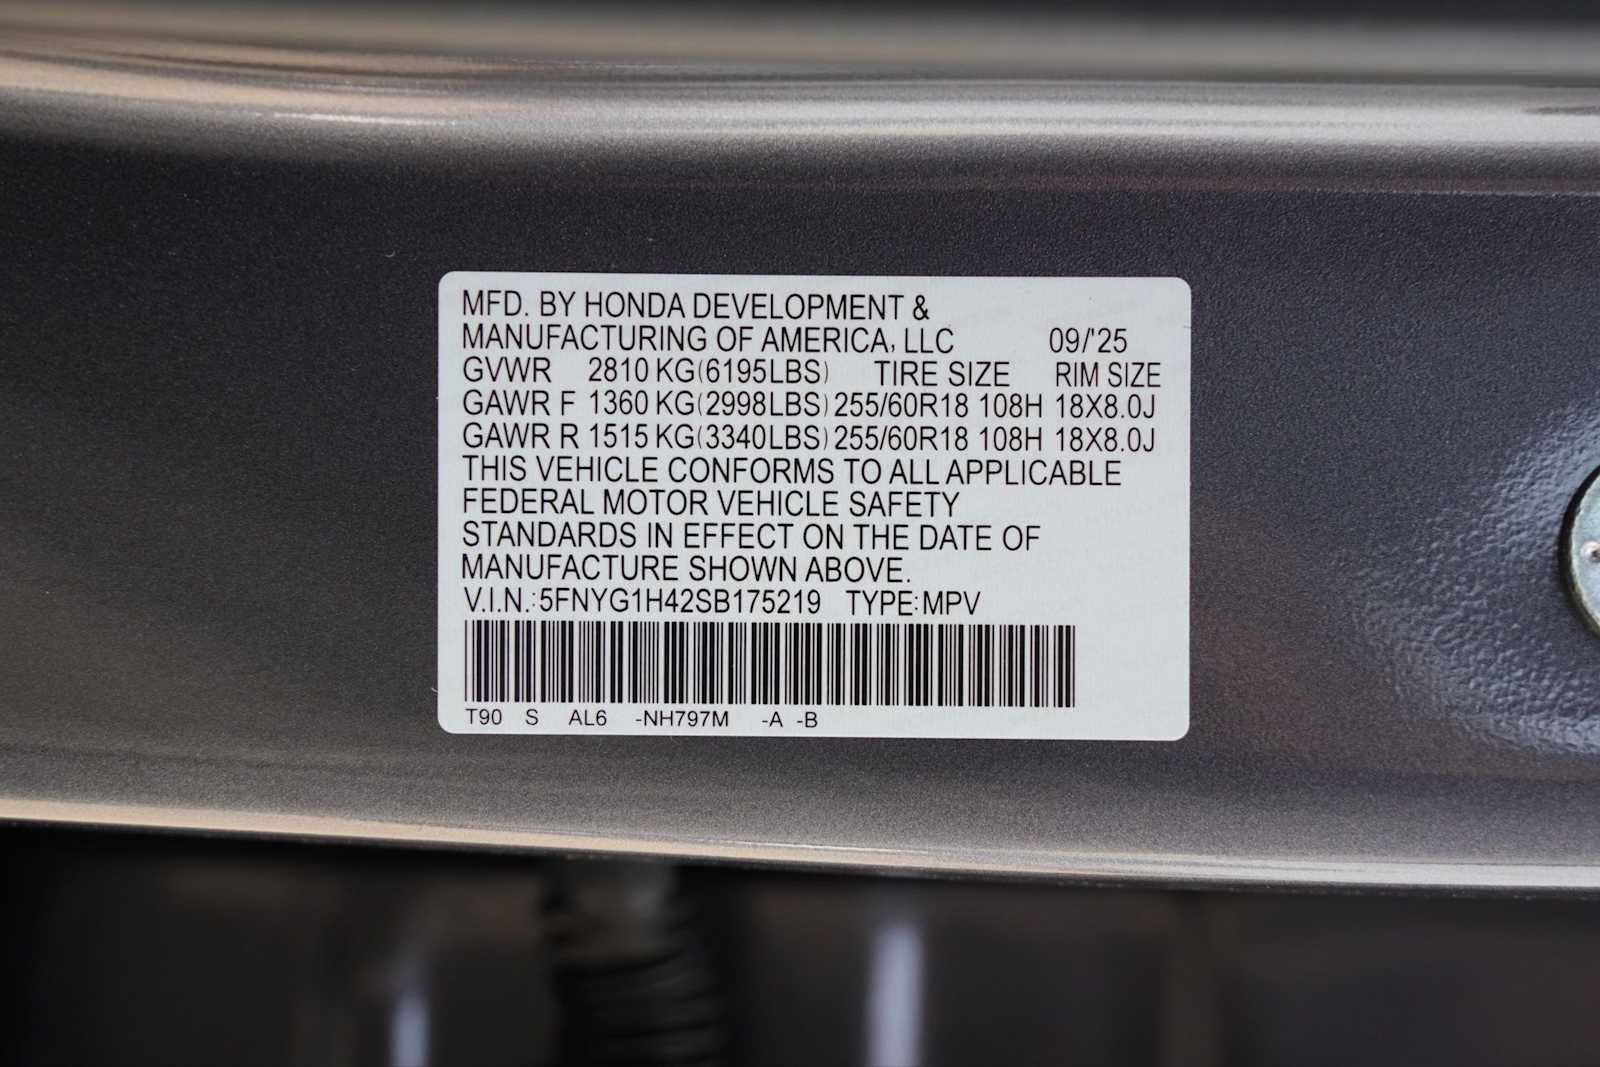 MFD. BY HONDA DEVELOPMENT &
MANUFACTURING OF AMERICA, LLC 09/'25
GVWR 2810 KG(6195LBS) TIRE SIZE RIM SIZE
GAWR F 1360 KG(2998LBS) 255/60R18 108H 18X8.0J
GAWR R 1515 KG(3340LBS) 255/60R18 108H 18X8.0J
THIS VEHICLE CONFORMS TO ALL APPLICABLE
FEDERAL MOTOR VEHICLE SAFETY
STANDARDS IN EFFECT ON THE DATE OF
MANUFACTURE SHOWN ABOVE.
V.I.N.:5FNYG1H42SB175219 TYPE:MPV
T90 S AL6 -NH797M -A -B